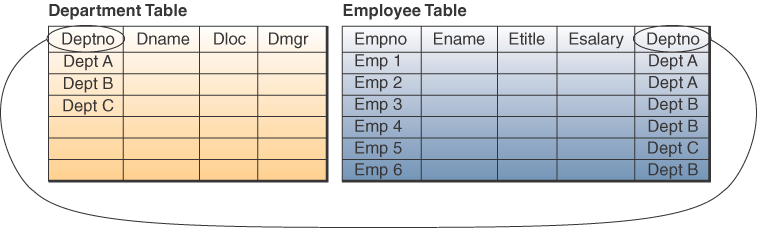 Department Table
Deptno Dname Dloc Dmgr
Dept A
Dept B
Dept C
Employee Table
Empno Ename Etitle Esalary Deptno
Emp 1 Dept A
Emp 2 Dept A
Emp 3 Dept B
Emp 4 Dept B
Emp 5 Dept C
Emp 6 Dept B